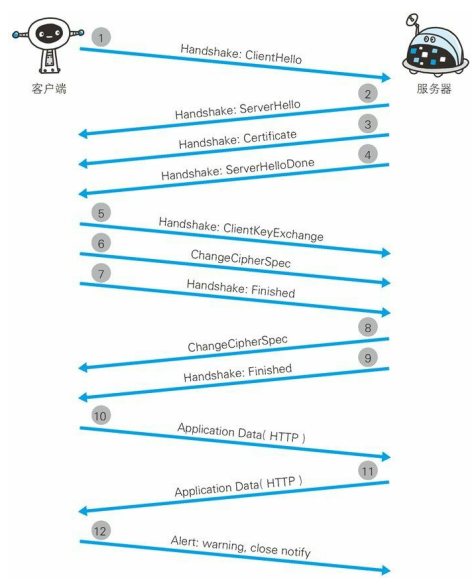 1
Handshake: ClientHello
客户端
服务器
2
Handshake: ServerHello
3
Handshake: Certificate
4
Handshake: ServerHelloDone
5
Handshake: ClientKeyExchange
6
ChangeCipherSpec
7
Handshake: Finished
8
ChangeCipherSpec
9
Handshake: Finished
10
Application Data( HTTP )
11
Application Data( HTTP )
12
Alert: warning, close notify